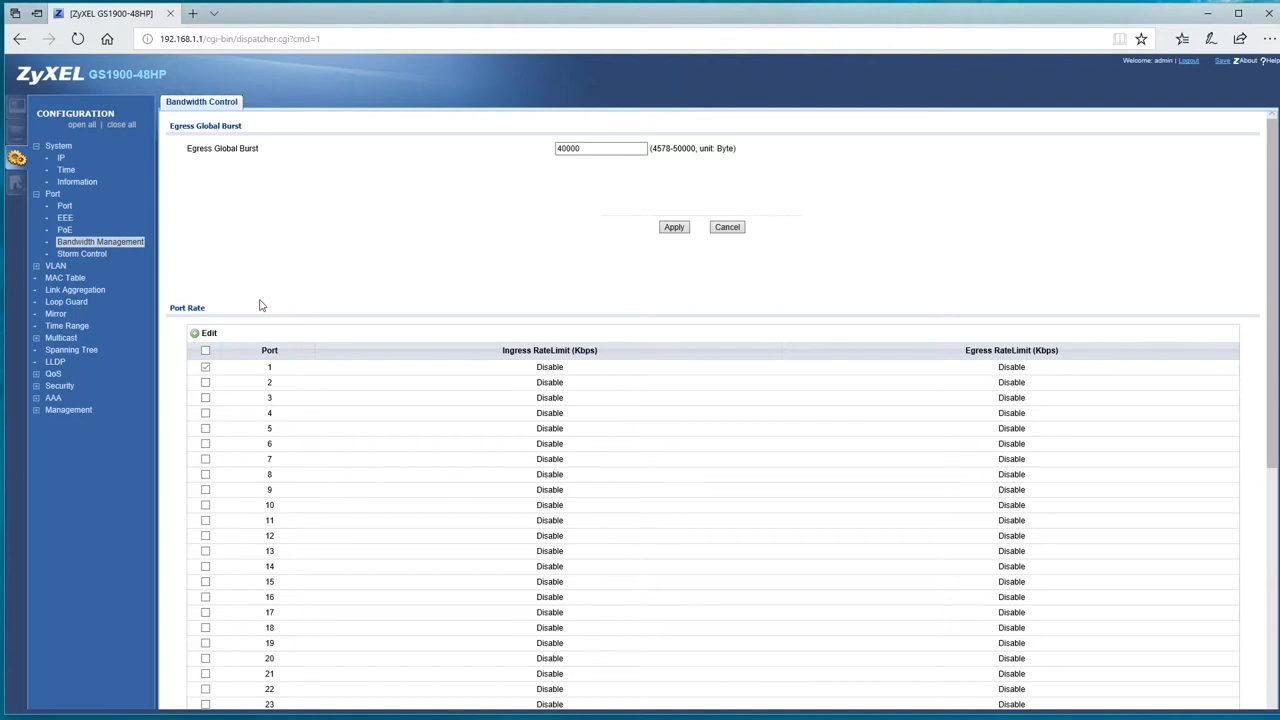 [ZyXEL GS1900-48HP]
192.168.1.1/cgi-bin/dispatcher.cgi?cmd=1
ZyXEL GS1900-48HP
Welcome: admin | Logout Save About Help
CONFIGURATION
open all | close all
System
IP
Time
Information
Port
Port
EEE
PoE
Bandwidth Management
Storm Control
VLAN
MAC Table
Link Aggregation
Loop Guard
Mirror
Time Range
Multicast
Spanning Tree
LLDP
QoS
Security
AAA
Management
Bandwidth Control
Egress Global Burst
Egress Global Burst 40000 (4578-50000, unit: Byte)
Apply Cancel
Port Rate
Edit
Port Ingress RateLimit (Kbps) Egress RateLimit (Kbps)
1 Disable Disable
2 Disable Disable
3 Disable Disable
4 Disable Disable
5 Disable Disable
6 Disable Disable
7 Disable Disable
8 Disable Disable
9 Disable Disable
10 Disable Disable
11 Disable Disable
12 Disable Disable
13 Disable Disable
14 Disable Disable
15 Disable Disable
16 Disable Disable
17 Disable Disable
18 Disable Disable
19 Disable Disable
20 Disable Disable
21 Disable Disable
22 Disable Disable
23 Disable Disable